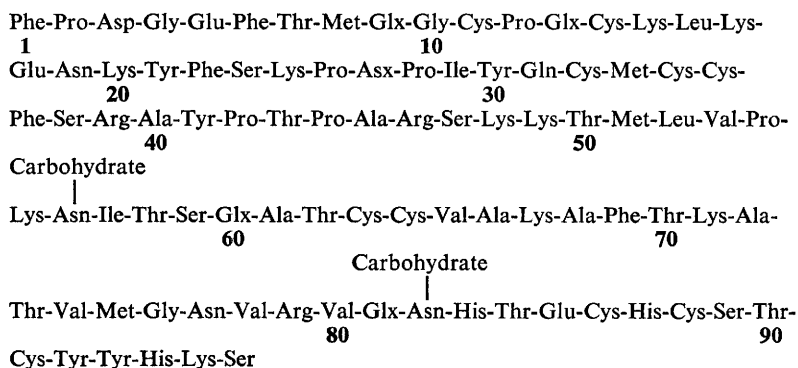 Phe-Pro-Asp-Gly-Glu-Phe-Thr-Met-Glx-Gly-Cys-Pro-Glx-Cys-Lys-Leu-Lys-
1 10
Glu-Asn-Lys-Tyr-Phe-Ser-Lys-Pro-Asx-Pro-Ile-Tyr-Gln-Cys-Met-Cys-Cys-
20 30
Phe-Ser-Arg-Ala-Tyr-Pro-Thr-Pro-Ala-Arg-Ser-Lys-Lys-Thr-Met-Leu-Val-Pro-
40 50
Carbohydrate
Lys-Asn-Ile-Thr-Ser-Glx-Ala-Thr-Cys-Cys-Val-Ala-Lys-Ala-Phe-Thr-Lys-Ala-
60 70
Carbohydrate
Thr-Val-Met-Gly-Asn-Val-Arg-Val-Glx-Asn-His-Thr-Glu-Cys-His-Cys-Ser-Thr-
80 90
Cys-Tyr-Tyr-His-Lys-Ser